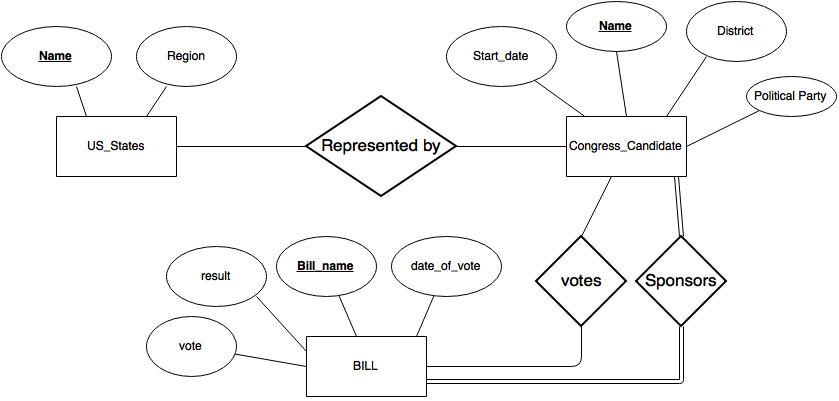 Name
Region
Start_date
Name
District
Political Party
US_States
Represented by
Congress_Candidate
result
Bill_name
date_of_vote
votes
Sponsors
vote
BILL